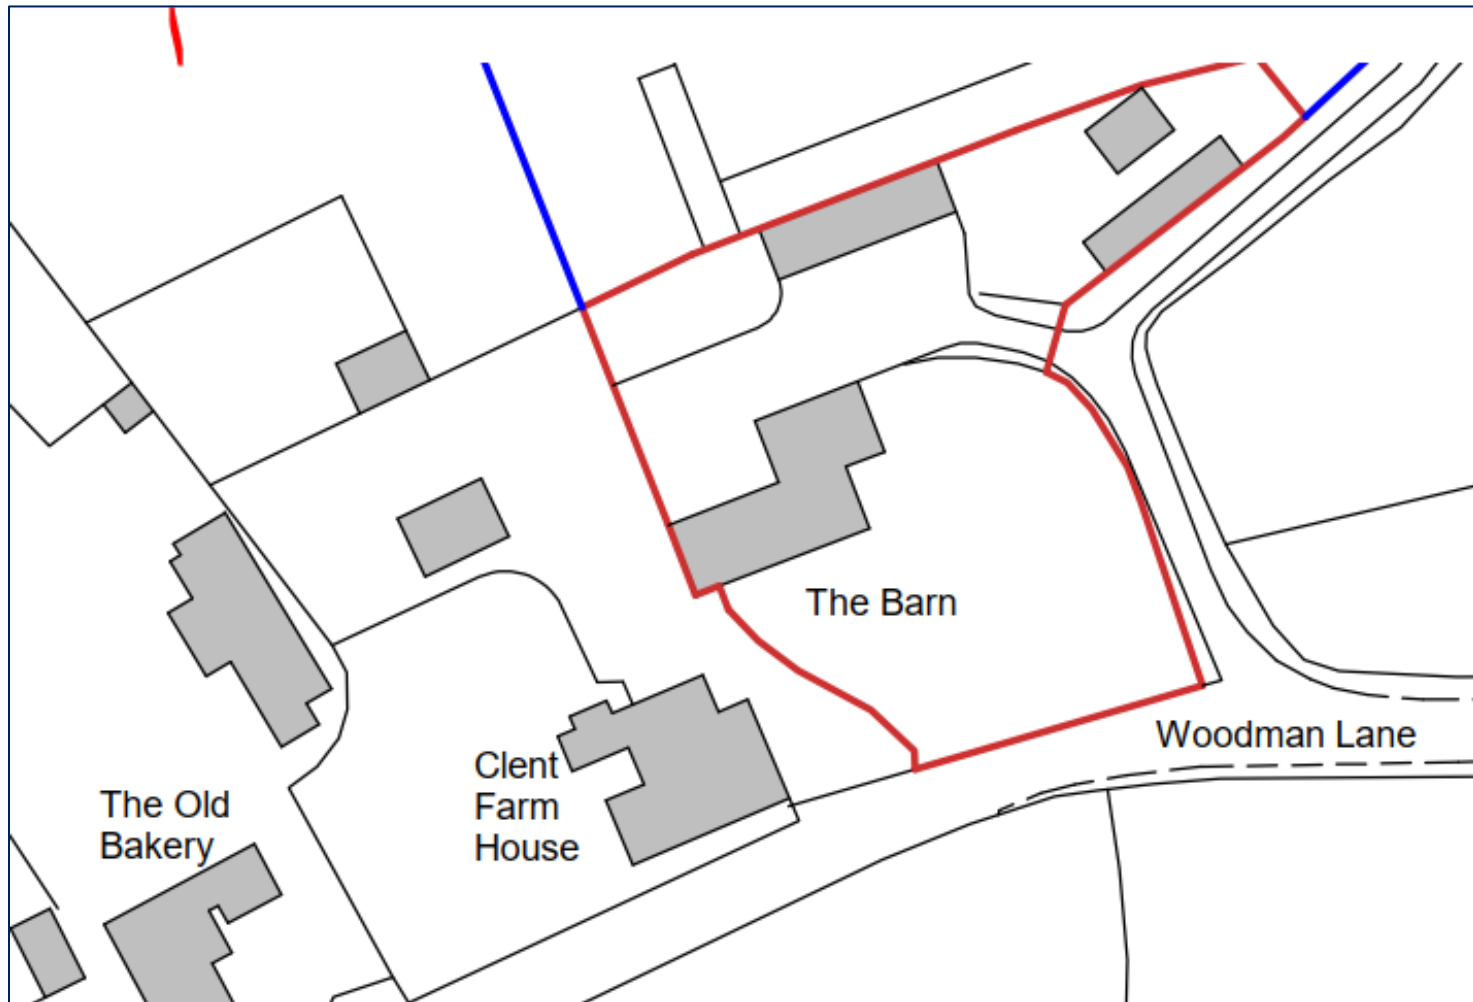 The Barn
Woodman Lane
Clent
Farm
House
The Old
Bakery